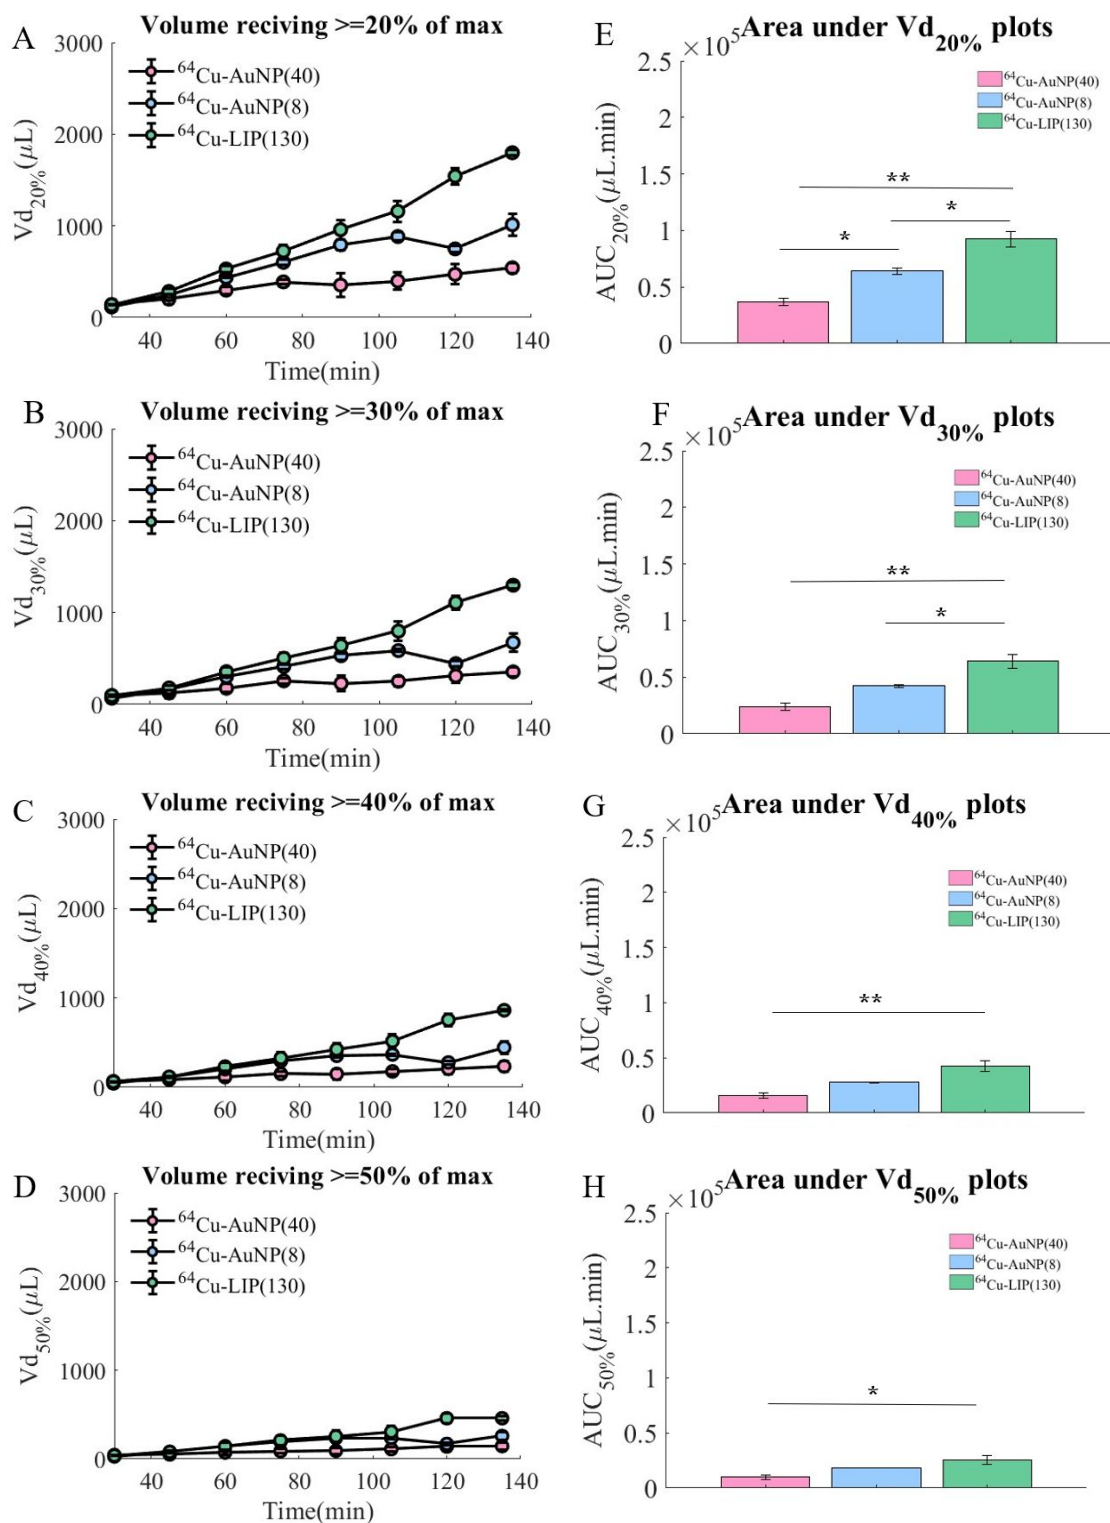 A
Volume reciving >=20% of max
3000
2000
1000
0
Vd20%(μL)
64Cu-AuNP(40)
64Cu-AuNP(8)
64Cu-LIP(130)
40 60 80 100 120 140
Time(min)
E
×10^5 Area under Vd20% plots
2.5
2
1.5
1
0.5
0
AUC20%(μL.min)
64Cu-AuNP(40)
64Cu-AuNP(8)
64Cu-LIP(130)
**
*
*
B
Volume reciving >=30% of max
3000
2000
1000
0
Vd30%(μL)
64Cu-AuNP(40)
64Cu-AuNP(8)
64Cu-LIP(130)
40 60 80 100 120 140
Time(min)
F
×10^5 Area under Vd30% plots
2.5
2
1.5
1
0.5
0
AUC30%(μL.min)
64Cu-AuNP(40)
64Cu-AuNP(8)
64Cu-LIP(130)
**
*
C
Volume reciving >=40% of max
3000
2000
1000
0
Vd40%(μL)
64Cu-AuNP(40)
64Cu-AuNP(8)
64Cu-LIP(130)
40 60 80 100 120 140
Time(min)
G
×10^5 Area under Vd40% plots
2.5
2
1.5
1
0.5
0
AUC40%(μL.min)
64Cu-AuNP(40)
64Cu-AuNP(8)
64Cu-LIP(130)
**
D
Volume reciving >=50% of max
3000
2000
1000
0
Vd50%(μL)
64Cu-AuNP(40)
64Cu-AuNP(8)
64Cu-LIP(130)
40 60 80 100 120 140
Time(min)
H
×10^5 Area under Vd50% plots
2.5
2
1.5
1
0.5
0
AUC50%(μL.min)
64Cu-AuNP(40)
64Cu-AuNP(8)
64Cu-LIP(130)
*